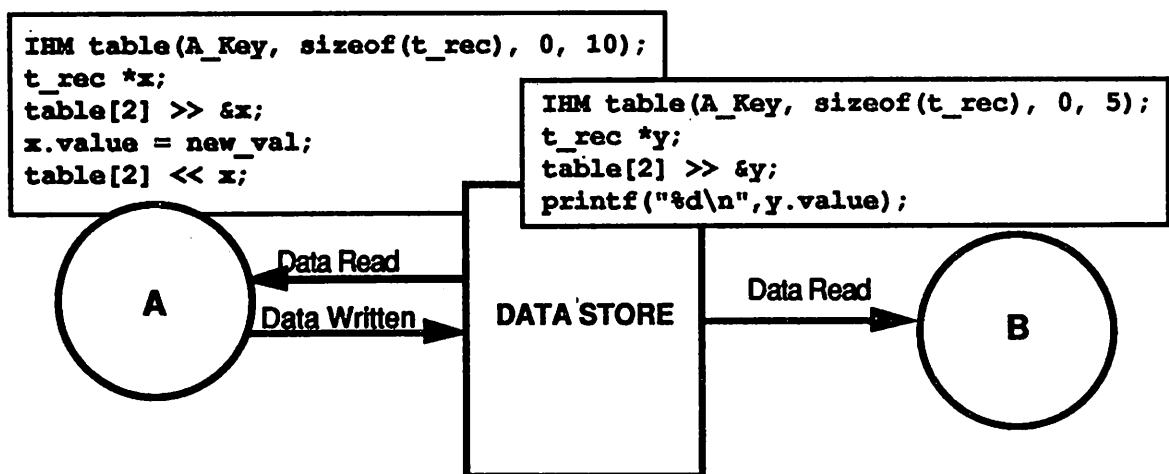 IHM table(A_Key, sizeof(t_rec), 0, 10);
t_rec *x;
table[2] >> &x;
x.value = new_val;
table[2] << x;
IHM table(A_Key, sizeof(t_rec), 0, 5);
t_rec *y;
table[2] >> &y;
printf("%d\n",y.value);
A
Data Read
Data Written
DATA STORE
Data Read
B